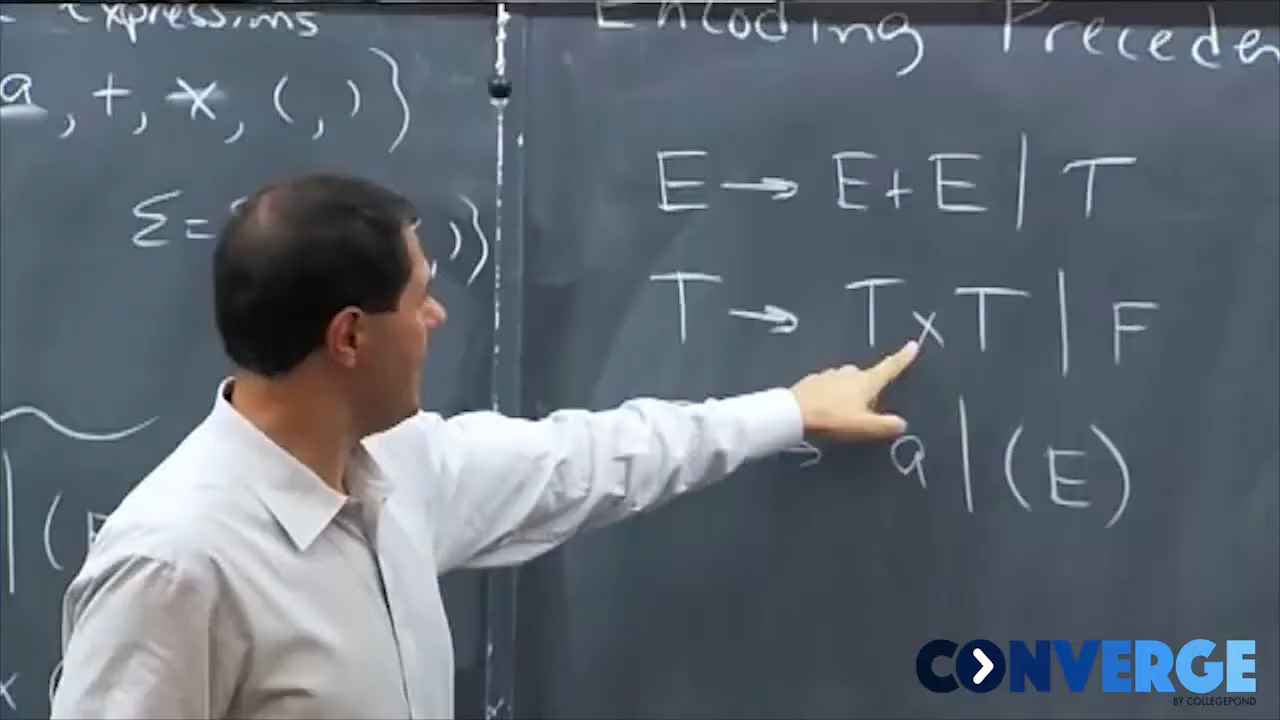 Expressions
a, +, x, (, )}
Σ =
, )}
| (
x (
Encoding Preceden
E → E + E | T
T → T x T | F
→ a | (E)
CONVERGE
BY COLLEGEPOND